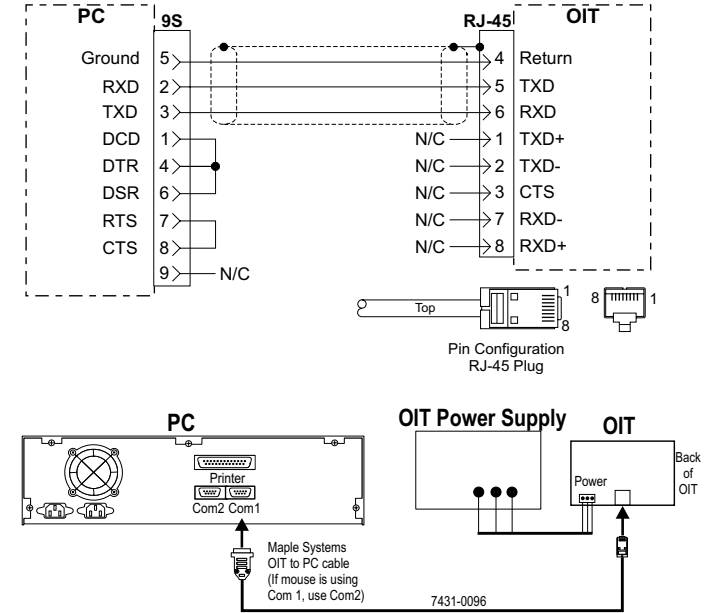 PC 9S RJ-45 OIT
Ground 5 4 Return
RXD 2 5 TXD
TXD 3 6 RXD
DCD 1 N/C 1 TXD+
DTR 4 N/C 2 TXD-
DSR 6 N/C 3 CTS
RTS 7 N/C 7 RXD-
CTS 8 N/C 8 RXD+
9 N/C
Top 1 8 8 1
Pin Configuration
RJ-45 Plug
PC
Printer
Com2 Com1
Maple Systems
OIT to PC cable
(If mouse is using
Com 1, use Com2)
7431-0096
OIT Power Supply
OIT
Power
Back
of
OIT